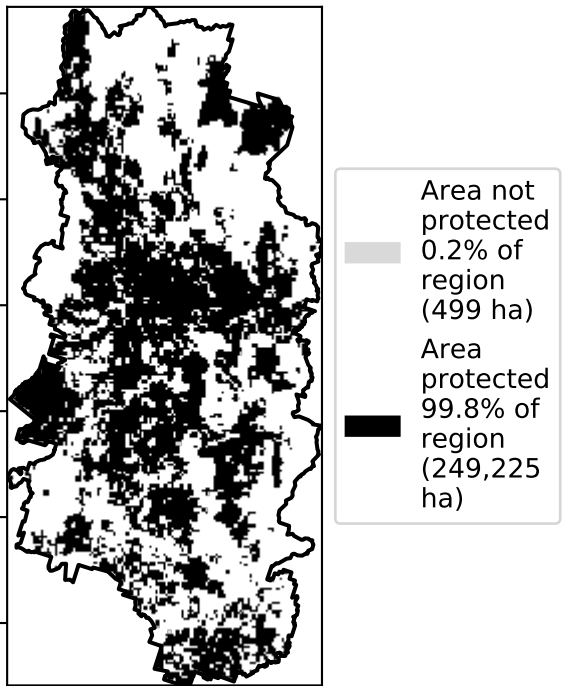 Area not
protected
0.2% of
region
(499 ha)
Area
protected
99.8% of
region
(249,225
ha)